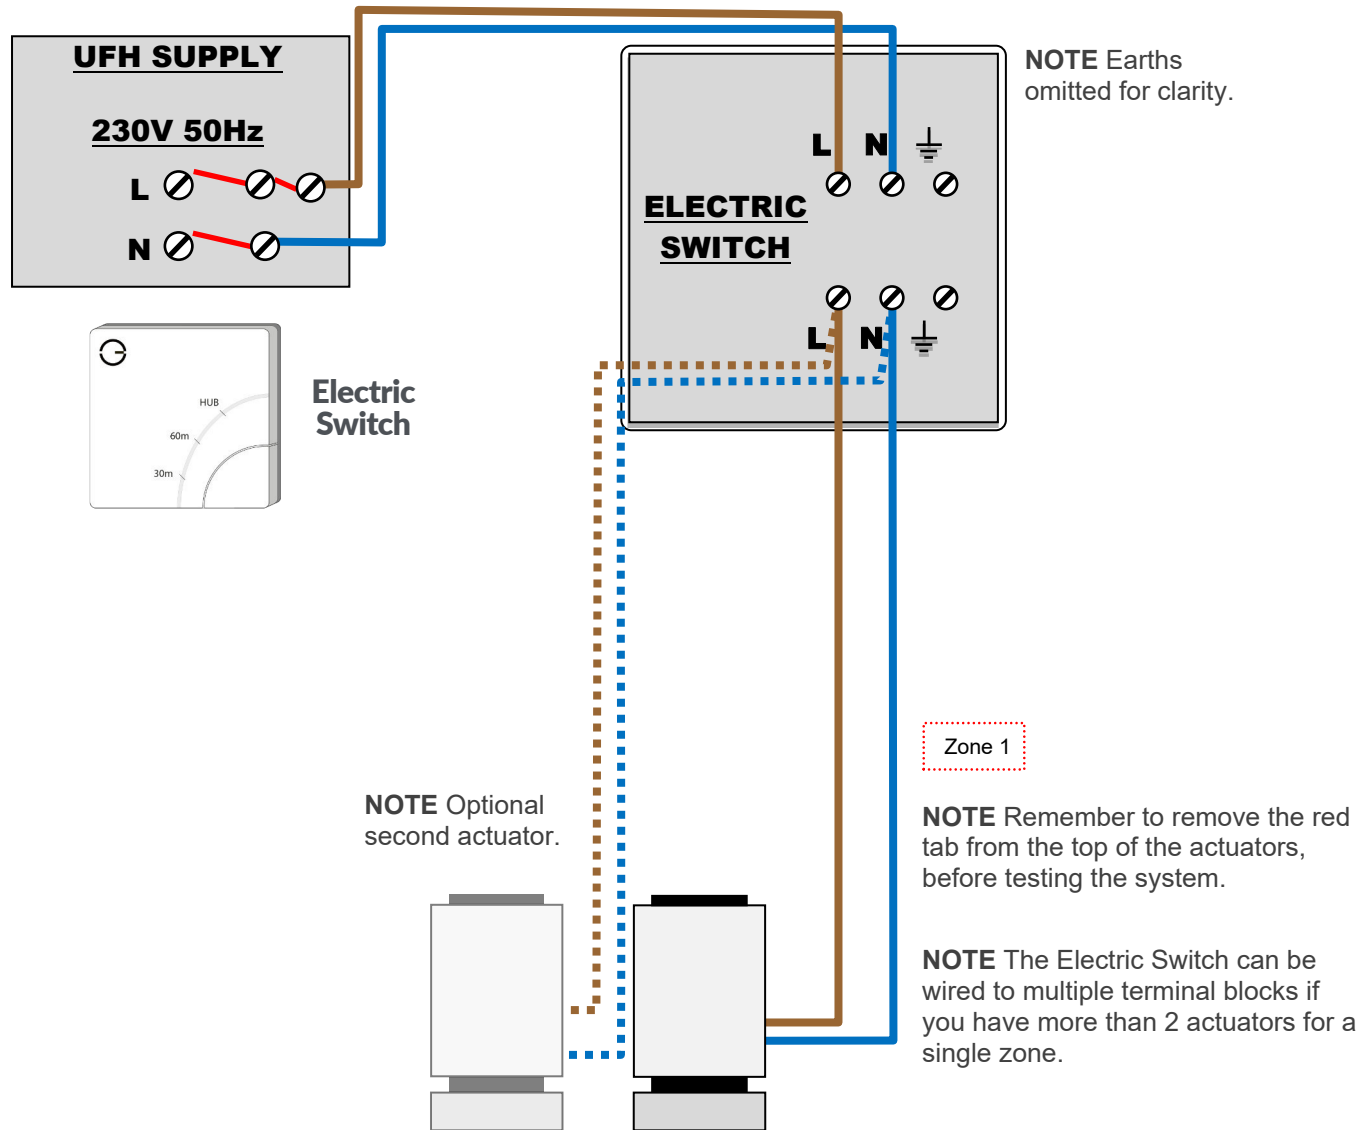 UFH SUPPLY
230V 50Hz
L
N
NOTE Earths
omitted for clarity.
L N
ELECTRIC
SWITCH
L N
HUB
60m
30m
Electric
Switch
Zone 1
NOTE Optional
second actuator.
NOTE Remember to remove the red
tab from the top of the actuators,
before testing the system.
NOTE The Electric Switch can be
wired to multiple terminal blocks if
you have more than 2 actuators for a
single zone.